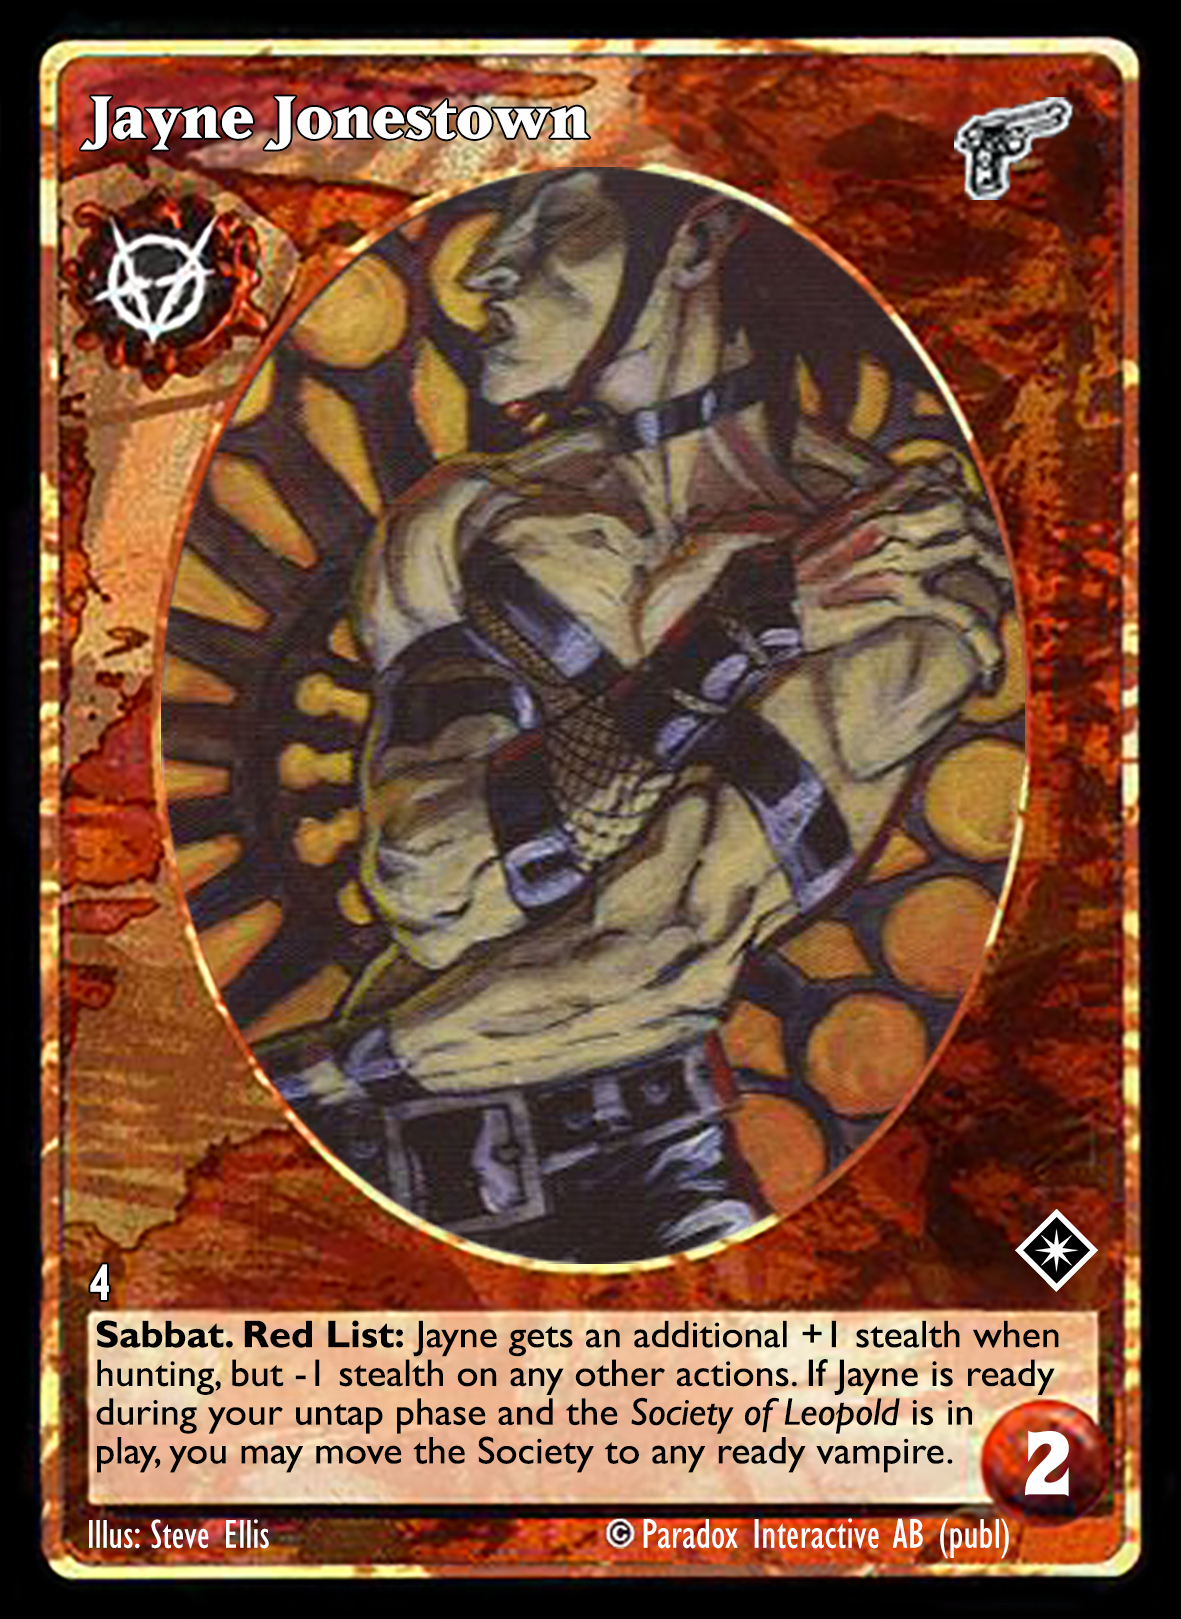 Jayne Jonestown
4
Sabbat. Red List: Jayne gets an additional +1 stealth when
hunting, but -1 stealth on any other actions. If Jayne is ready
during your untap phase and the Society of Leopold is in
play, you may move the Society to any ready vampire.
2
Illus: Steve Ellis © Paradox Interactive AB (publ)